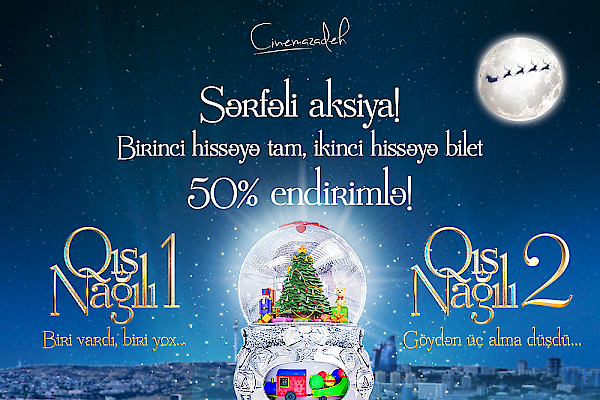 Cinemazadeh
Sərfəli aksiya!
Birinci hissəyə tam, ikinci hissəyə bilet
50% endirimlə!
Qış
Nağılı 1
Biri vardı, biri yox...
Qış
Nağılı 2
Göydən üç alma düşdü...